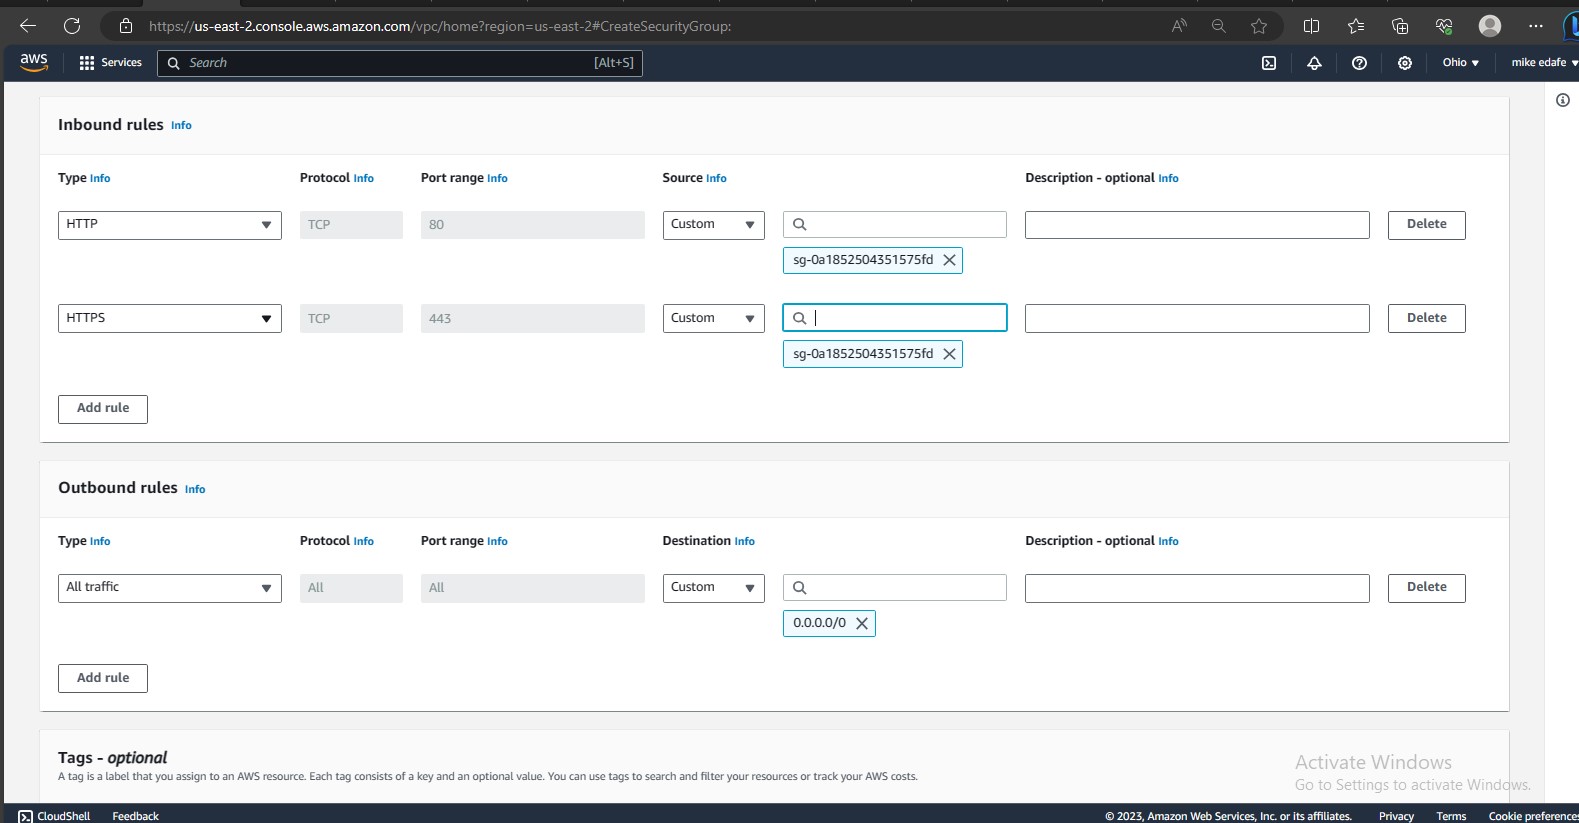 https://us-east-2.console.aws.amazon.com/vpc/home?region=us-east-2#CreateSecurityGroup:
aws Services Search [Alt+S] Ohio mike edafe
Inbound rules Info
Type Info Protocol Info Port range Info Source Info Description - optional Info
HTTP TCP 80 Custom Delete
sg-0a1852504351575fd
HTTPS TCP 443 Custom Delete
sg-0a1852504351575fd
Add rule
Outbound rules Info
Type Info Protocol Info Port range Info Destination Info Description - optional Info
All traffic All All Custom Delete
0.0.0.0/0
Add rule
Tags - optional
A tag is a label that you assign to an AWS resource. Each tag consists of a key and an optional value. You can use tags to search and filter your resources or track your AWS costs.
Activate Windows
Go to Settings to activate Windows.
CloudShell Feedback © 2023, Amazon Web Services, Inc. or its affiliates. Privacy Terms Cookie preferences